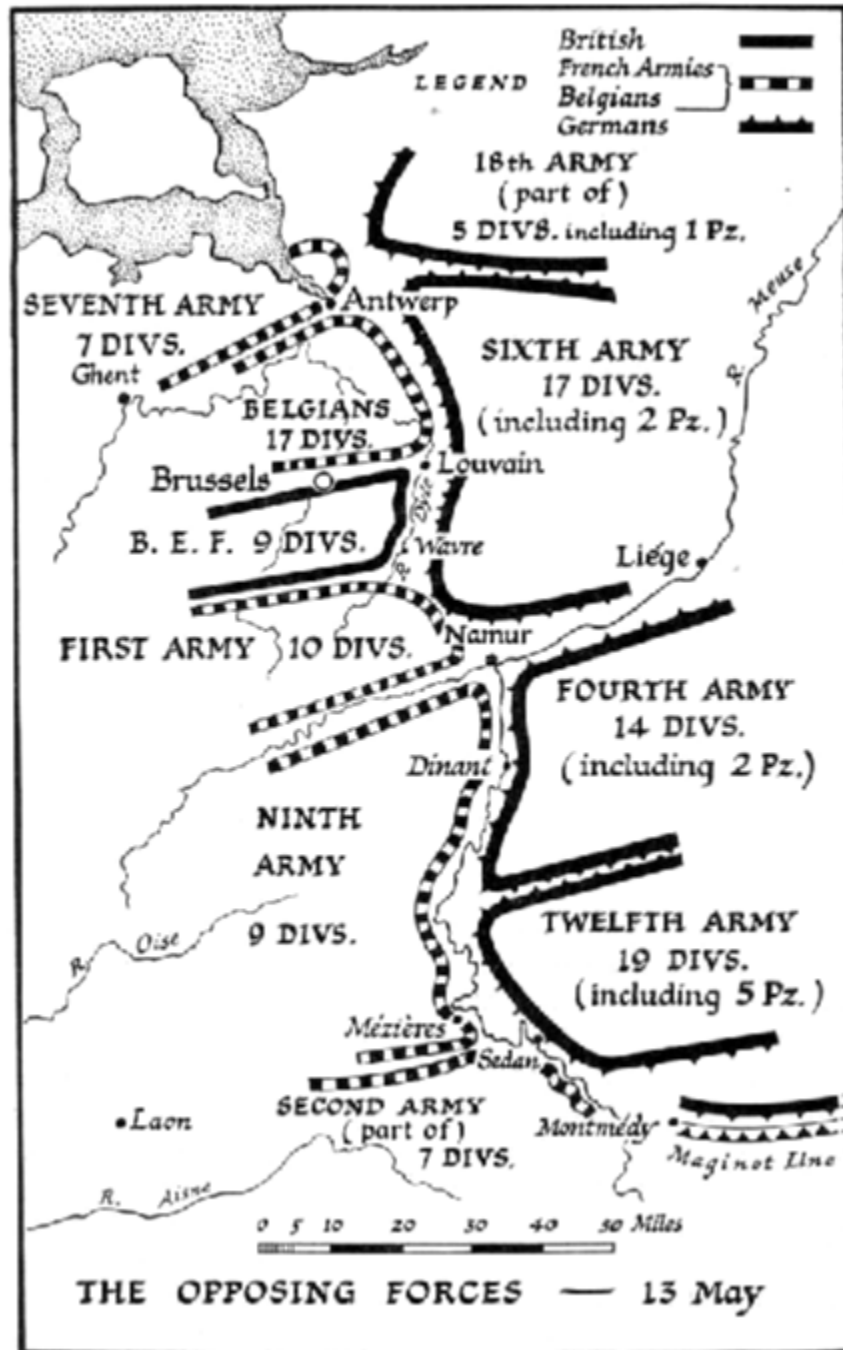 LEGEND
British
French Armies
Belgians
Germans
18th ARMY
(part of)
5 DIVS. including 1 Pz.
R. Meuse
SEVENTH ARMY
7 DIVS.
Antwerp
Ghent
SIXTH ARMY
17 DIVS.
(including 2 Pz.)
BELGIANS
17 DIVS.
Louvain
Brussels
R. Dyle
B. E. F. 9 DIVS.
Wavre
Liége
FIRST ARMY 10 DIVS.
Namur
FOURTH ARMY
14 DIVS.
(including 2 Pz.)
Dinant
NINTH
ARMY
9 DIVS.
R. Oise
TWELFTH ARMY
19 DIVS.
(including 5 Pz.)
Mézières
Sedan
SECOND ARMY
(part of)
7 DIVS.
Laon
Montmédy
Maginot Line
R. Aisne
0 5 10 20 30 40 50 Miles
THE OPPOSING FORCES — 13 May